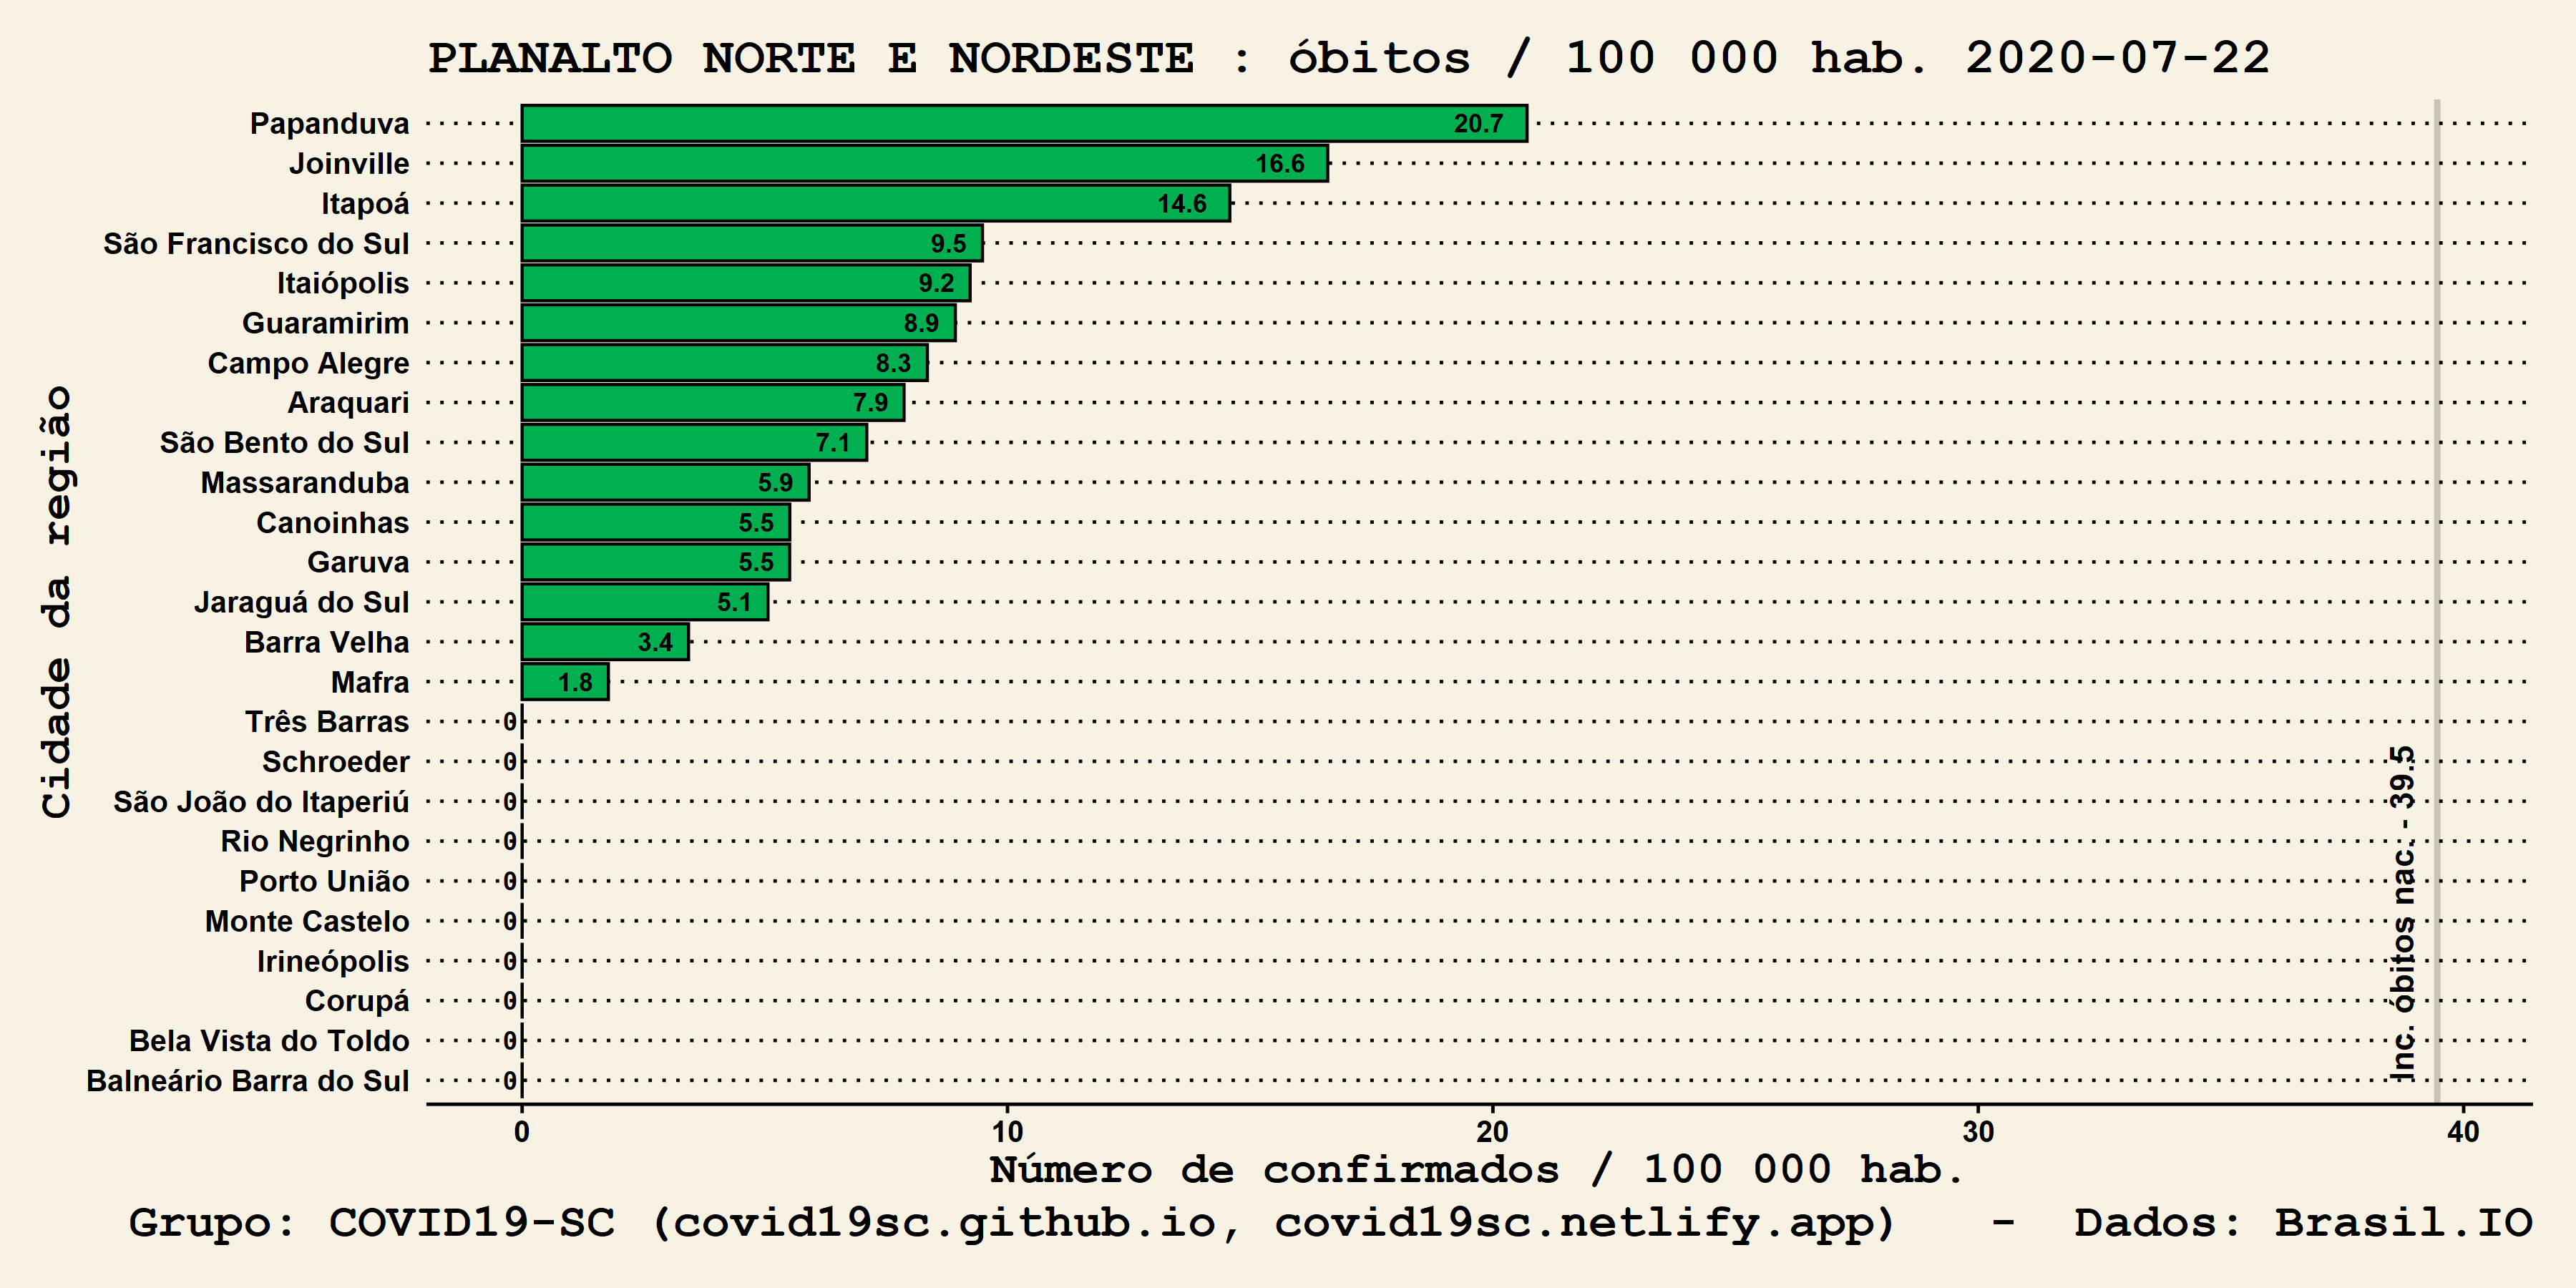 PLANALTO NORTE E NORDESTE : óbitos / 100 000 hab. 2020-07-22
Cidade da região
Papanduva 20.7
Joinville 16.6
Itapoá 14.6
São Francisco do Sul 9.5
Itaiópolis 9.2
Guaramirim 8.9
Campo Alegre 8.3
Araquari 7.9
São Bento do Sul 7.1
Massaranduba 5.9
Canoinhas 5.5
Garuva 5.5
Jaraguá do Sul 5.1
Barra Velha 3.4
Mafra 1.8
Três Barras 0
Schroeder 0
São João do Itaperiú 0
Rio Negrinho 0
Porto União 0
Monte Castelo 0
Irineópolis 0
Corupá 0
Bela Vista do Toldo 0
Balneário Barra do Sul 0
Inc. óbitos nac. - 39.5
0 10 20 30 40
Número de confirmados / 100 000 hab.
Grupo: COVID19-SC (covid19sc.github.io, covid19sc.netlify.app) - Dados: Brasil.IO